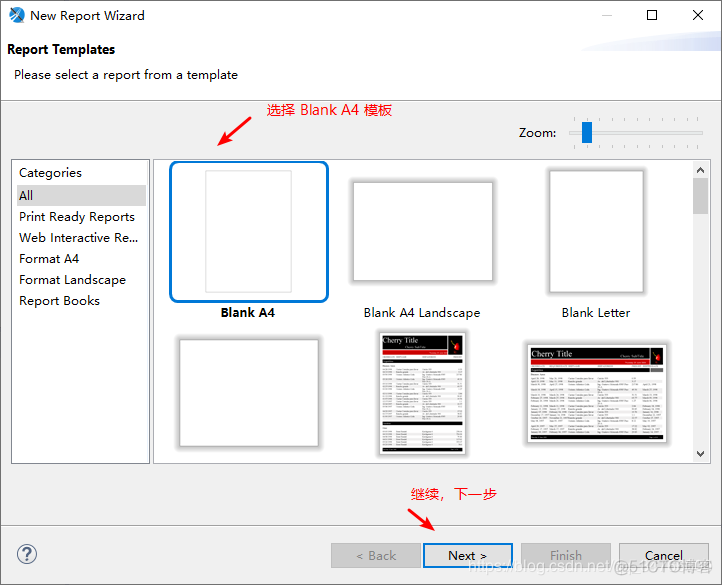 New Report Wizard
Report Templates
Please select a report from a template
选择 Blank A4 模板
Zoom:
Categories
All
Print Ready Reports
Web Interactive Re...
Format A4
Format Landscape
Report Books
Blank A4
Blank A4 Landscape
Blank Letter
Cherry Title
Cherry Title
继续，下一步
?
< Back
Next >
Finish
Cancel
https://blog.csdn.net/
@51CTO博客